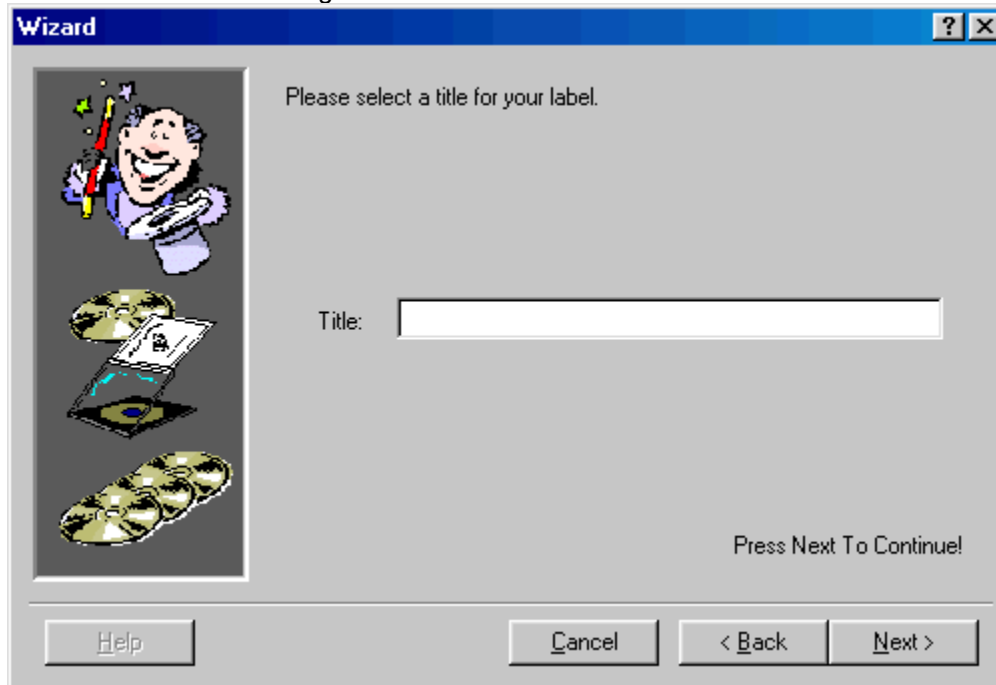 Wizard
Please select a title for your label.
Title:
Press Next To Continue!
Help
Cancel
< Back
Next >